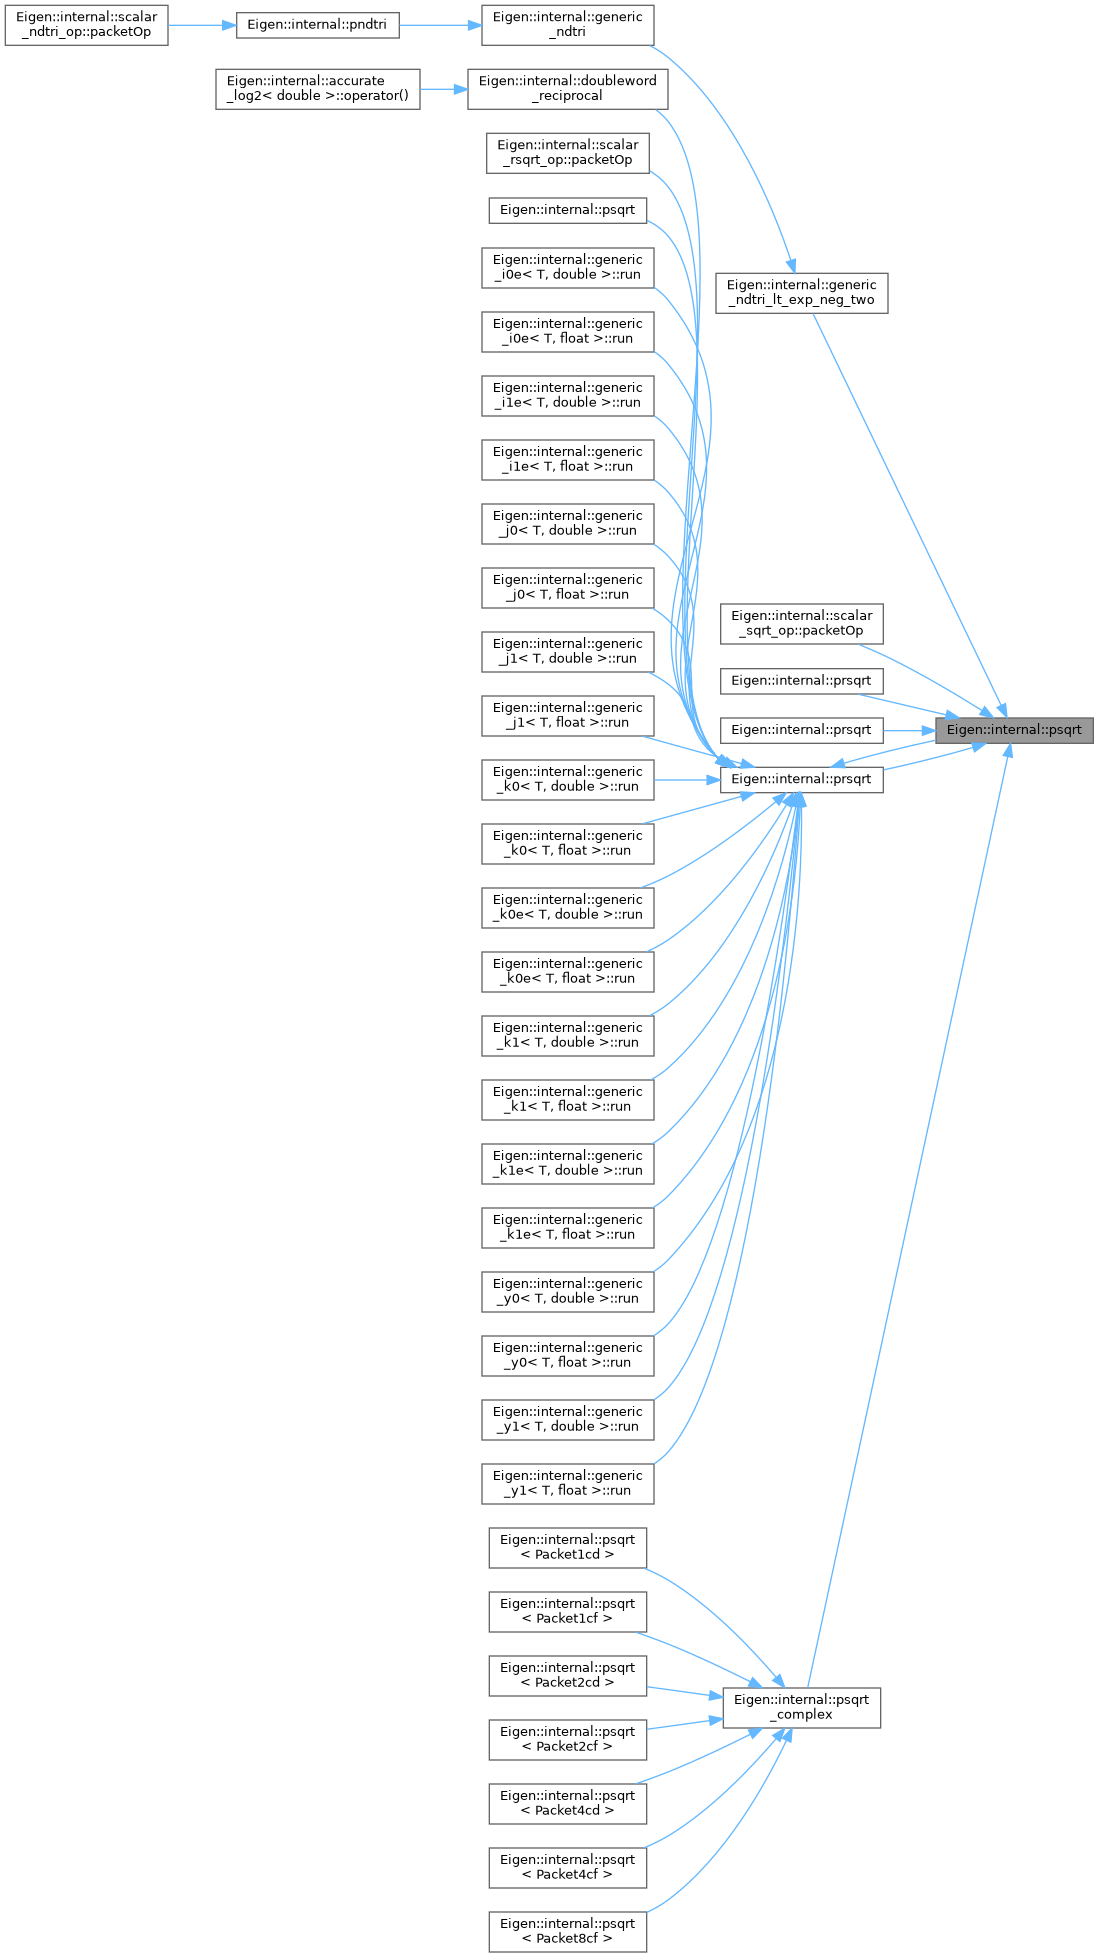 Eigen::internal::scalar
_ndtri_op::packetOp
Eigen::internal::pndtri
Eigen::internal::generic
_ndtri
Eigen::internal::accurate
_log2< double >::operator()
Eigen::internal::doubleword
_reciprocal
Eigen::internal::scalar
_rsqrt_op::packetOp
Eigen::internal::psqrt
Eigen::internal::generic
_i0e< T, double >::run
Eigen::internal::generic
_ndtri_lt_exp_neg_two
Eigen::internal::generic
_i0e< T, float >::run
Eigen::internal::generic
_i1e< T, double >::run
Eigen::internal::generic
_i1e< T, float >::run
Eigen::internal::generic
_j0< T, double >::run
Eigen::internal::generic
_j0< T, float >::run
Eigen::internal::scalar
_sqrt_op::packetOp
Eigen::internal::generic
_j1< T, double >::run
Eigen::internal::prsqrt
Eigen::internal::generic
_j1< T, float >::run
Eigen::internal::prsqrt
Eigen::internal::psqrt
Eigen::internal::generic
_k0< T, double >::run
Eigen::internal::prsqrt
Eigen::internal::generic
_k0< T, float >::run
Eigen::internal::generic
_k0e< T, double >::run
Eigen::internal::generic
_k0e< T, float >::run
Eigen::internal::generic
_k1< T, double >::run
Eigen::internal::generic
_k1< T, float >::run
Eigen::internal::generic
_k1e< T, double >::run
Eigen::internal::generic
_k1e< T, float >::run
Eigen::internal::generic
_y0< T, double >::run
Eigen::internal::generic
_y0< T, float >::run
Eigen::internal::generic
_y1< T, double >::run
Eigen::internal::generic
_y1< T, float >::run
Eigen::internal::psqrt
< Packet1cd >
Eigen::internal::psqrt
< Packet1cf >
Eigen::internal::psqrt
< Packet2cd >
Eigen::internal::psqrt
_complex
Eigen::internal::psqrt
< Packet2cf >
Eigen::internal::psqrt
< Packet4cd >
Eigen::internal::psqrt
< Packet4cf >
Eigen::internal::psqrt
< Packet8cf >